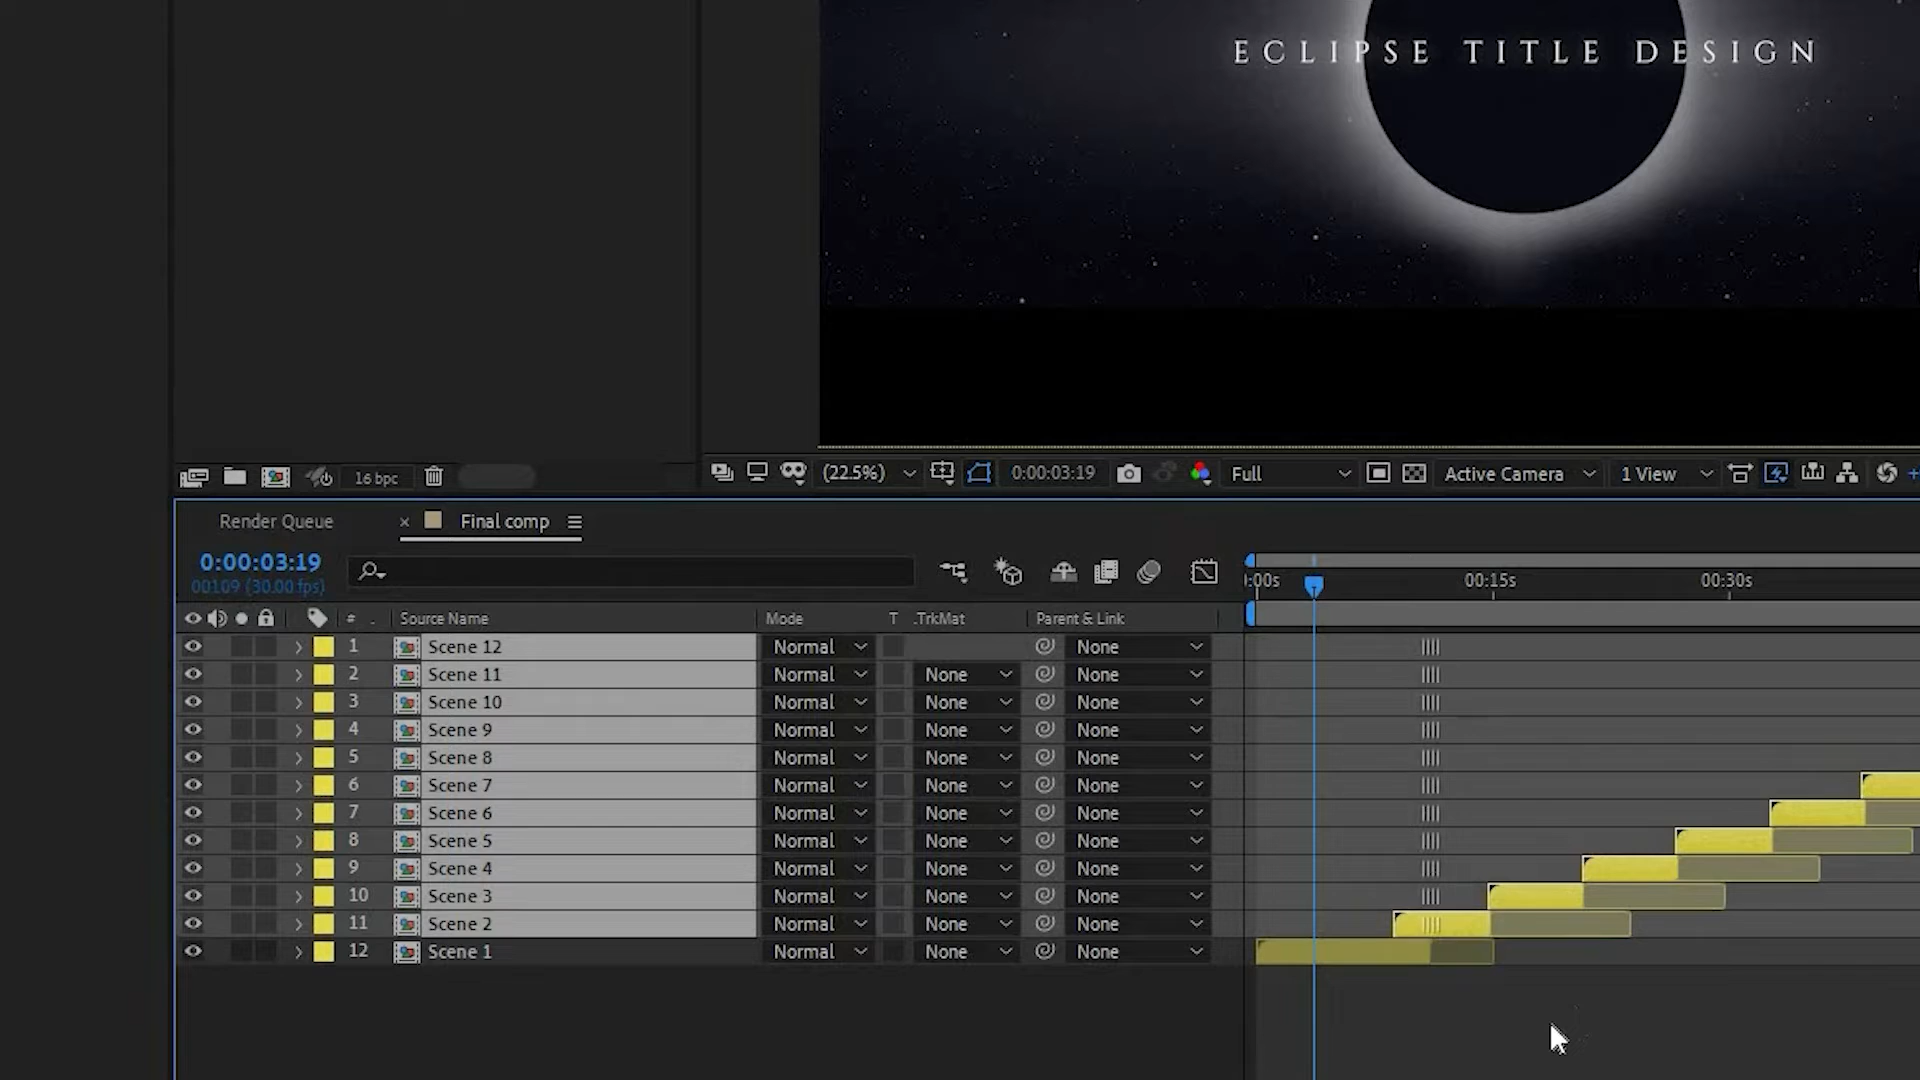 ECLIPSE TITLE DESIGN
16 bpc
(22.5%)
0:00:03:19
Full
Active Camera
1 View
Render Queue
× Final comp
0:00:03:19
00109 (30.00 fps)
:00s
00:15s
00:30s
# Source Name Mode T .TrkMat Parent & Link
1 Scene 12 Normal None
2 Scene 11 Normal None None
3 Scene 10 Normal None None
4 Scene 9 Normal None None
5 Scene 8 Normal None None
6 Scene 7 Normal None None
7 Scene 6 Normal None None
8 Scene 5 Normal None None
9 Scene 4 Normal None None
10 Scene 3 Normal None None
11 Scene 2 Normal None None
12 Scene 1 Normal None None